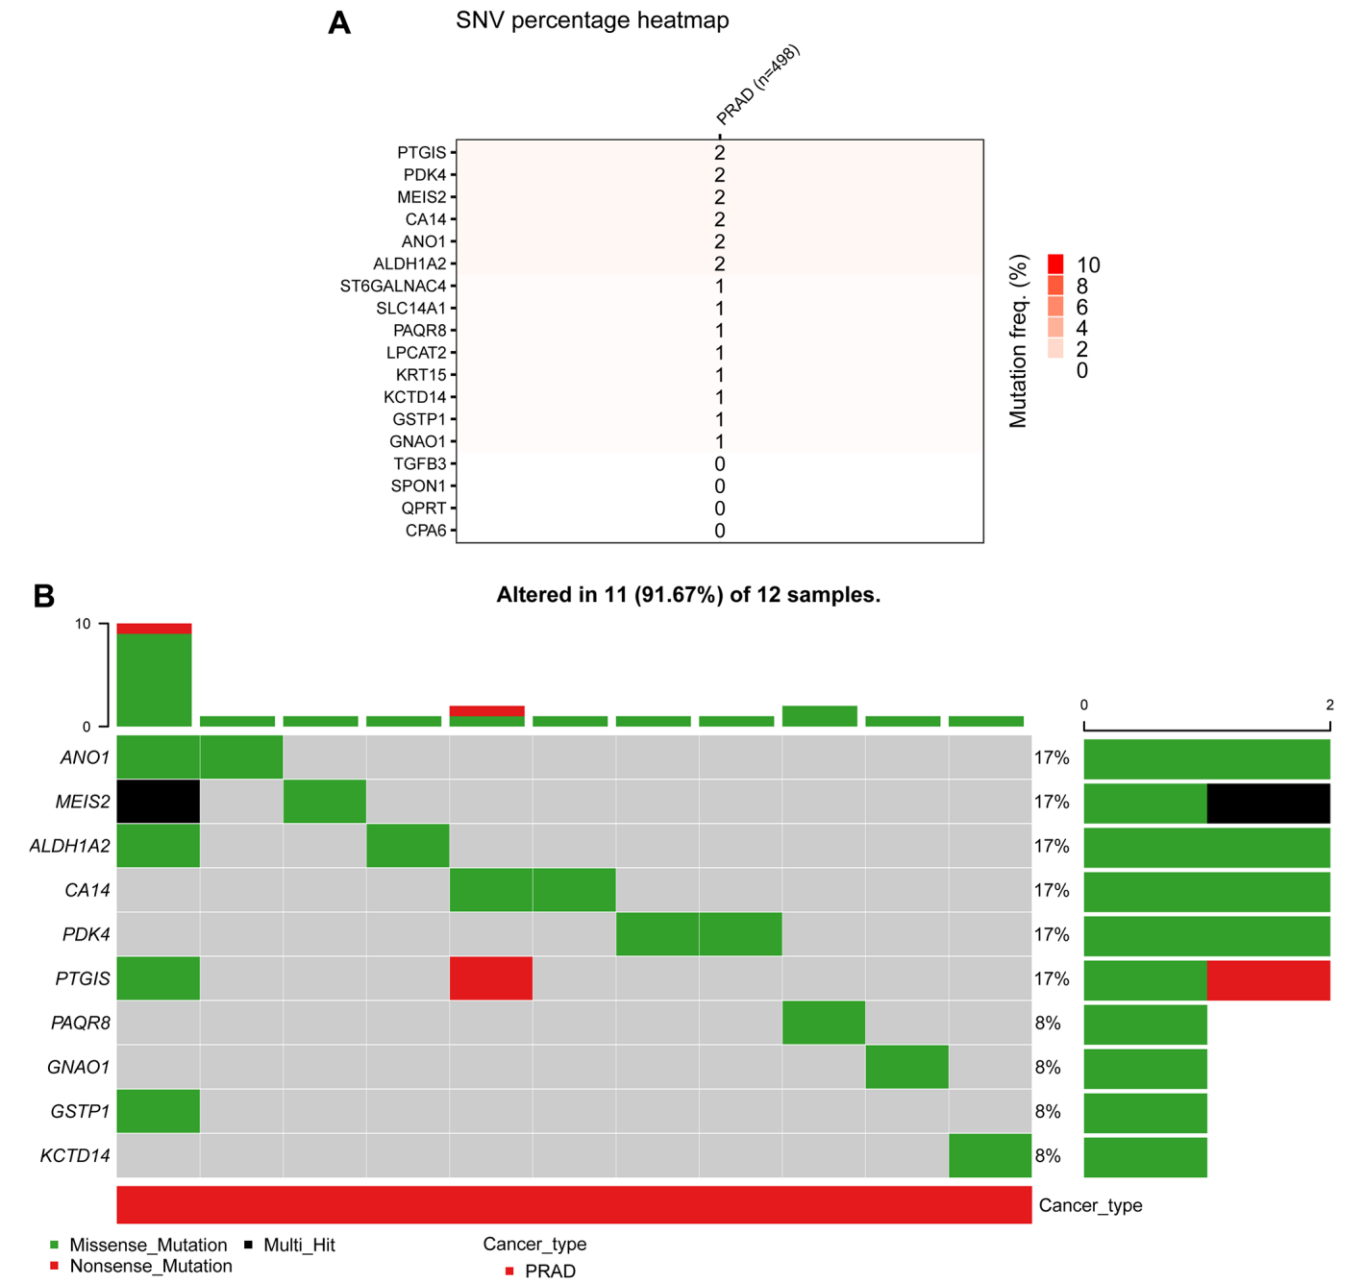 A
SNV percentage heatmap
PRAD (n=498)
PTGIS 2
PDK4 2
MEIS2 2
CA14 2
ANO1 2
ALDH1A2 2
ST6GALNAC4 1
SLC14A1 1
PAQR8 1
LPCAT2 1
KRT15 1
KCTD14 1
GSTP1 1
GNAO1 1
TGFB3 0
SPON1 0
QPRT 0
CPA6 0
Mutation freq. (%)
10
8
6
4
2
0
B
Altered in 11 (91.67%) of 12 samples.
10
0
0 2
ANO1 17%
MEIS2 17%
ALDH1A2 17%
CA14 17%
PDK4 17%
PTGIS 17%
PAQR8 8%
GNAO1 8%
GSTP1 8%
KCTD14 8%
Cancer_type
Missense_Mutation Multi_Hit Cancer_type
Nonsense_Mutation PRAD